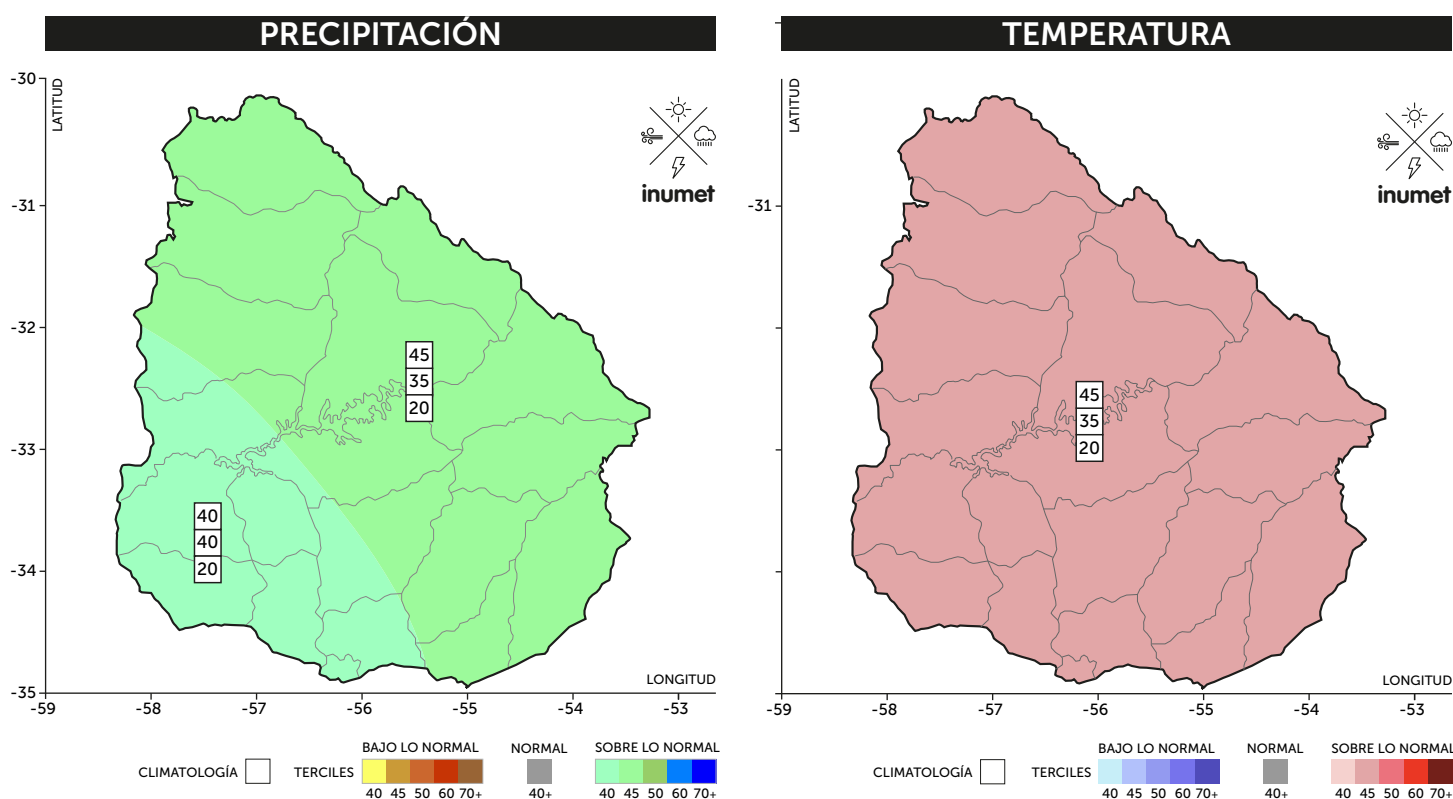 PRECIPITACIÓN
-30
LATITUD
inumet
-31
-32
45
35
20
-33
40
40
20
-34
-35
LONGITUD
-59 -58 -57 -56 -55 -54 -53
CLIMATOLOGÍA
TERCILES
BAJO LO NORMAL
40 45 50 60 70+
NORMAL
40+
SOBRE LO NORMAL
40 45 50 60 70+
TEMPERATURA
LATITUD
inumet
-31
45
35
20
LONGITUD
-59 -58 -57 -56 -55 -54 -53
CLIMATOLOGÍA
TERCILES
BAJO LO NORMAL
40 45 50 60 70+
NORMAL
40+
SOBRE LO NORMAL
40 45 50 60 70+